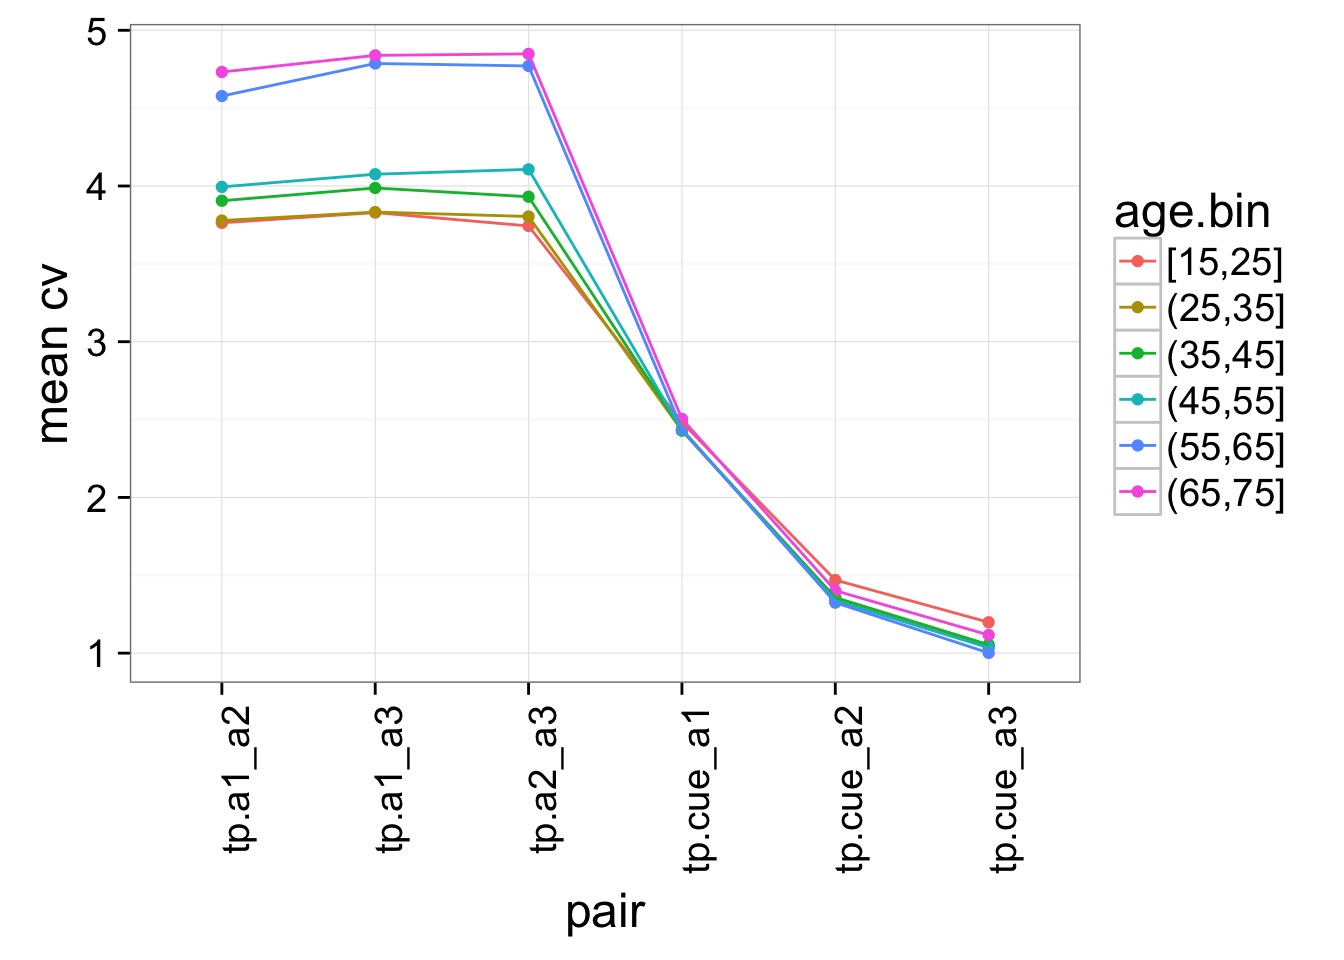 5
4
3
2
1
mean cv
tp.a1_a2
tp.a1_a3
tp.a2_a3
tp.cue_a1
tp.cue_a2
tp.cue_a3
pair
age.bin
[15,25]
(25,35]
(35,45]
(45,55]
(55,65]
(65,75]